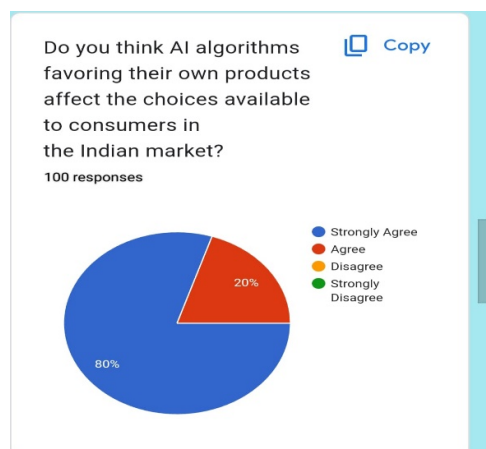 Do you think AI algorithms
favoring their own products
affect the choices available
to consumers in
the Indian market?
Copy
100 responses
Strongly Agree
Agree
Disagree
Strongly
Disagree
20%
80%